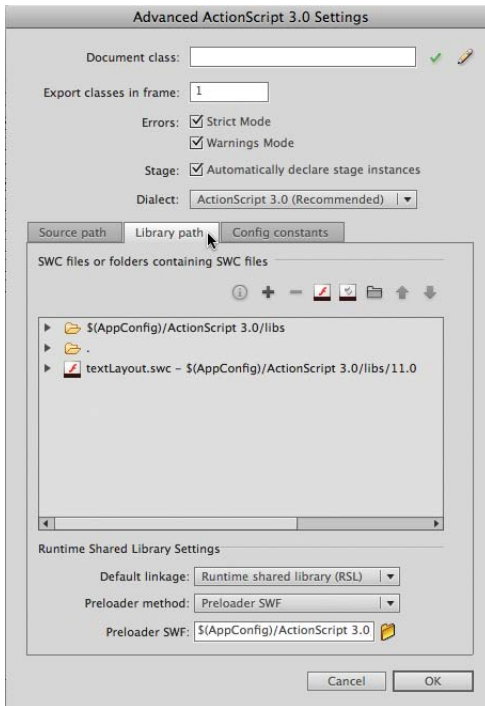 Advanced ActionScript 3.0 Settings
Document class:
Export classes in frame: 1
Errors: Strict Mode
Warnings Mode
Stage: Automatically declare stage instances
Dialect: ActionScript 3.0 (Recommended)
Source path Library path Config constants
SWC files or folders containing SWC files
$(AppConfig)/ActionScript 3.0/libs
.
textLayout.swc – $(AppConfig)/ActionScript 3.0/libs/11.0
Runtime Shared Library Settings
Default linkage: Runtime shared library (RSL)
Preloader method: Preloader SWF
Preloader SWF: $(AppConfig)/ActionScript 3.0
Cancel OK